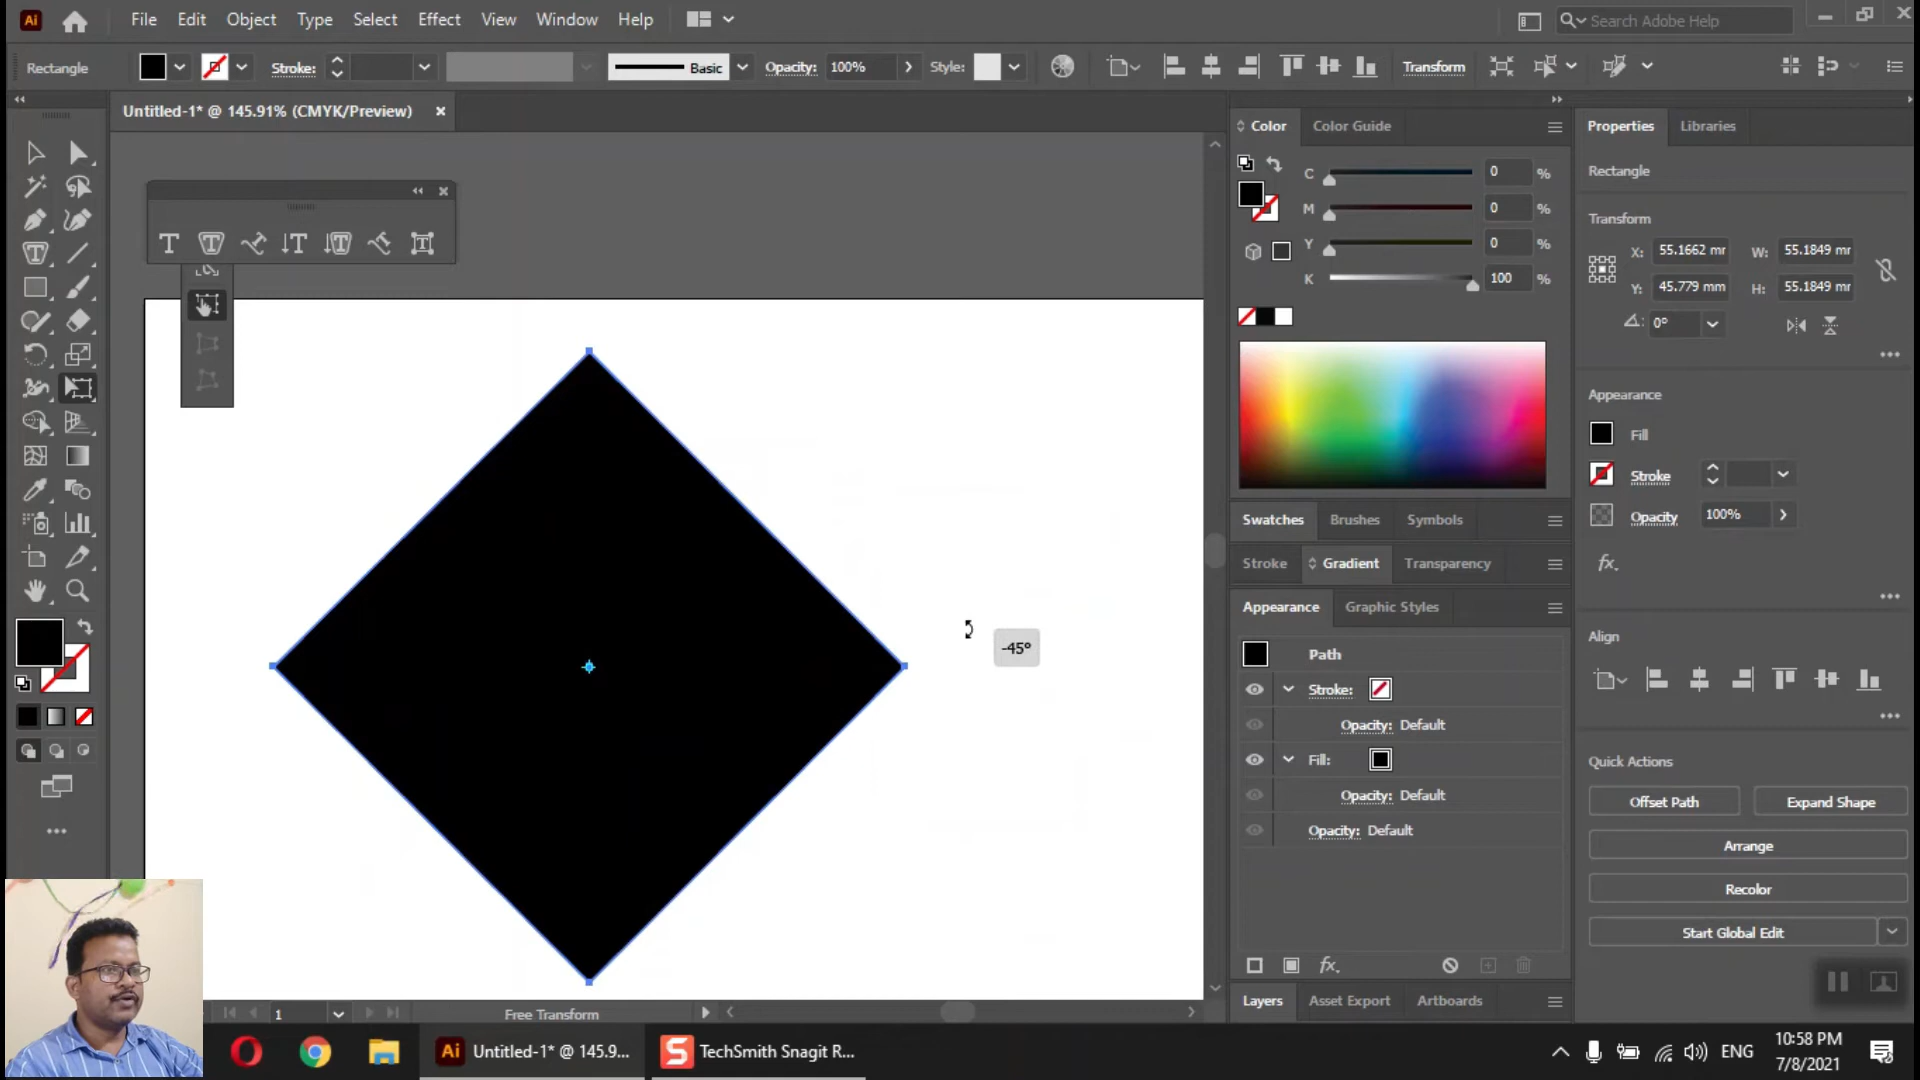 Ai File Edit Object Type Select Effect View Window Help Search Adobe Help
Rectangle Stroke: Basic Opacity: 100% Style: Transform
Untitled-1* @ 145.91% (CMYK/Preview)
Color Color Guide
Properties Libraries
C 0 %
M 0 %
Y 0 %
K 100 %
Rectangle
Transform
X: 55.1662 mr W: 55.1849 mr
Y: 45.779 mm H: 55.1849 mr
0°
Appearance
Fill
Stroke
Opacity 100%
fx.
Align
Quick Actions
Offset Path Expand Shape
Arrange
Recolor
Start Global Edit
Swatches Brushes Symbols
Stroke Gradient Transparency
Appearance Graphic Styles
Path
Stroke:
Opacity: Default
Fill:
Opacity: Default
Opacity: Default
fx.
Layers Asset Export Artboards
-45°
1 Free Transform
Ai Untitled-1* @ 145.9... S TechSmith Snagit R...
ENG
10:58 PM
7/8/2021